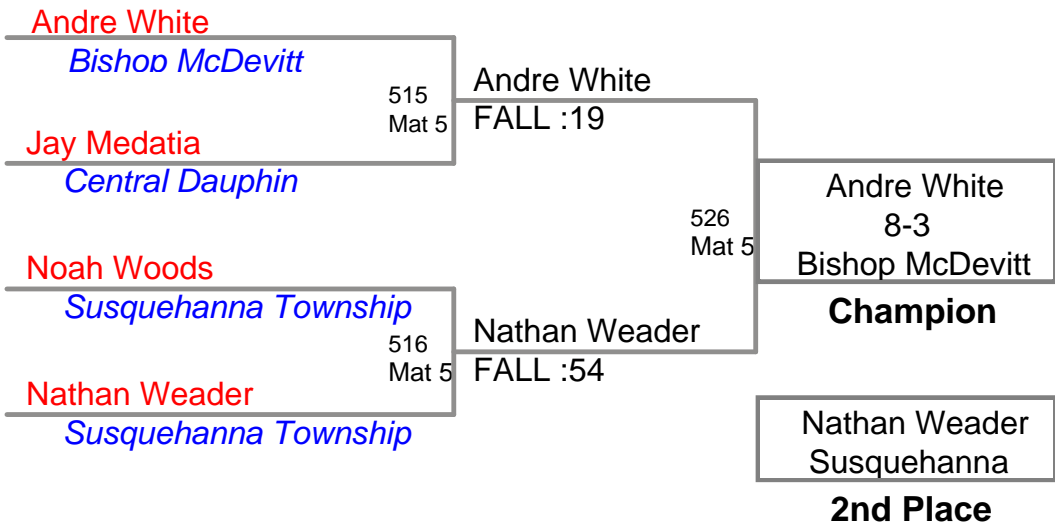 Andre White
Bishop McDevitt
515
Mat 5
Andre White
FALL :19
Jay Medatia
Central Dauphin
526
Mat 5
Andre White
8-3
Bishop McDevitt
Champion
Noah Woods
Susquehanna Township
516
Mat 5
Nathan Weader
FALL :54
Nathan Weader
Susquehanna Township
Nathan Weader
Susquehanna
2nd Place